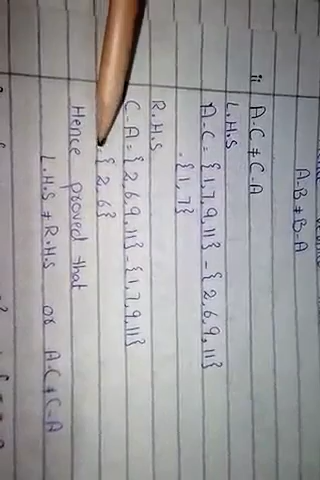 A-B ≠ B-A
ii A-C ≠ C-A
L.H.S
A-C = {1,7,9,11} - {2,6,9,11}
= {1,7}
R.H.S
C-A = {2,6,9,11} - {1,7,9,11}
= {2,6}
Hence proved that
L.H.S ≠ R.H.S or A-C ≠ C-A